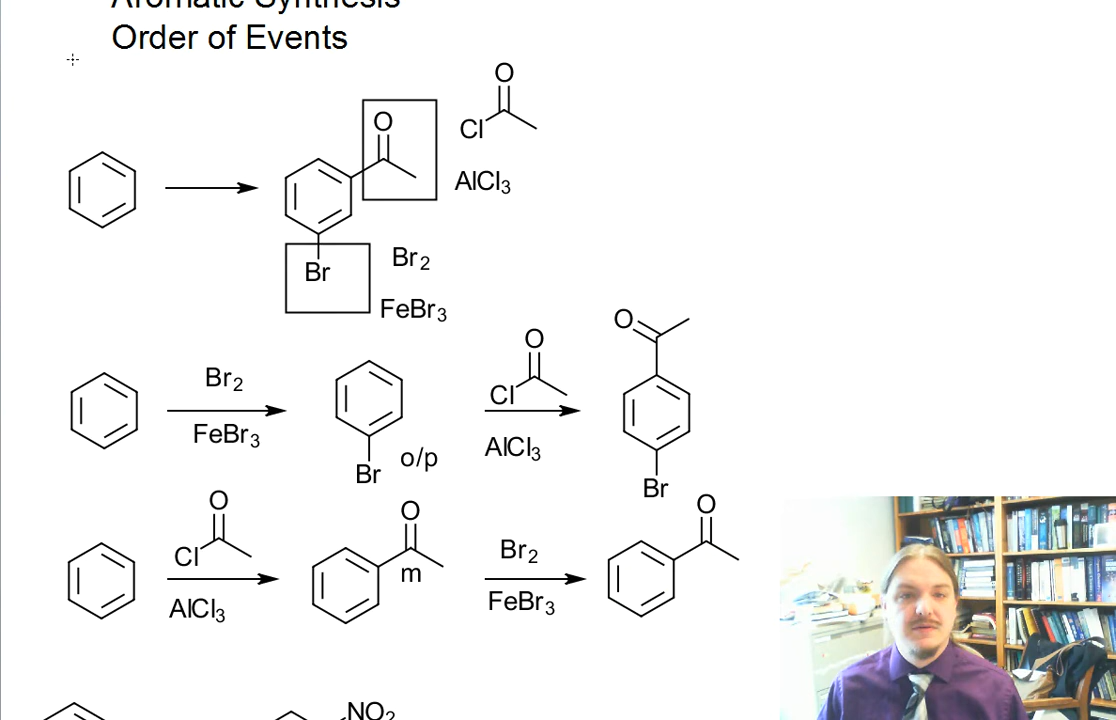 Aromatic Synthesis
Order of Events
O
Cl
O
AlCl3
Br
Br2
FeBr3
Br2
FeBr3
Br
o/p
O
Cl
AlCl3
O
Br
O
Cl
AlCl3
O
m
Br2
FeBr3
O
NO2